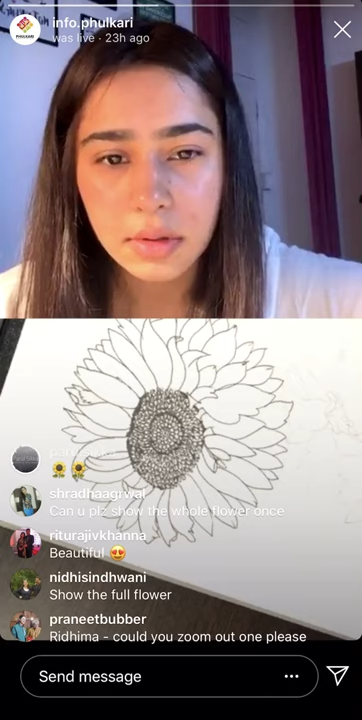 info.phulkari
was live · 23h ago
PHULKARI
🌻 🌻
shradhaagrwal
Can u plz show the whole flower once
riturajivkhanna
Beautiful 😍
nidhisindhwani
Show the full flower
praneetbubber
Ridhima - could you zoom out one please
Send message